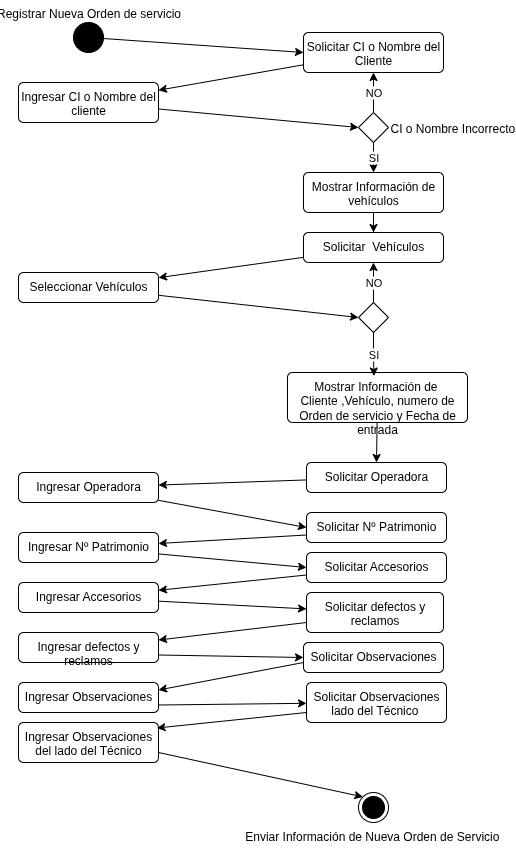 Registrar Nueva Orden de servicio
Solicitar CI o Nombre del
Cliente
Ingresar CI o Nombre del
cliente
NO
CI o Nombre Incorrecto
SI
Mostrar Información de
vehículos
Solicitar Vehículos
Seleccionar Vehículos
NO
SI
Mostrar Información de
Cliente ,Vehículo, numero de
Orden de servicio y Fecha de
entrada
Solicitar Operadora
Ingresar Operadora
Solicitar Nº Patrimonio
Ingresar Nº Patrimonio
Solicitar Accesorios
Ingresar Accesorios
Solicitar defectos y
reclamos
Ingresar defectos y
reclamos
Solicitar Observaciones
Ingresar Observaciones
Solicitar Observaciones
lado del Técnico
Ingresar Observaciones
del lado del Técnico
Enviar Información de Nueva Orden de Servicio